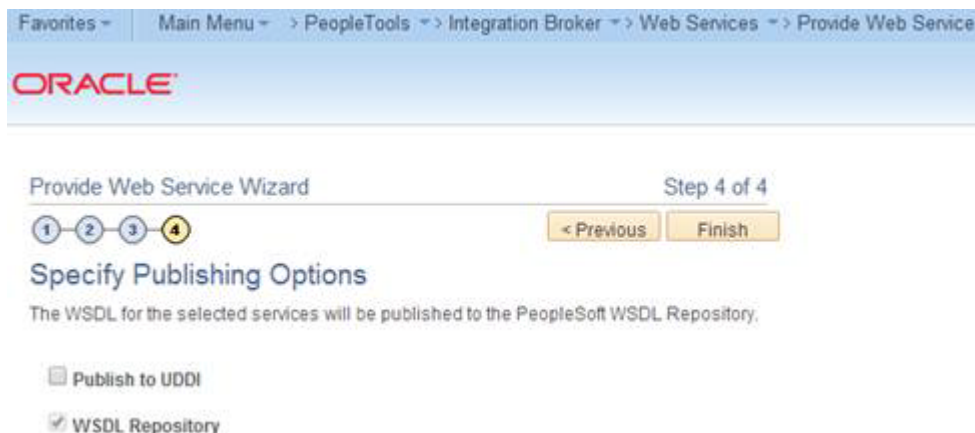 Favorites Main Menu > PeopleTools > Integration Broker > Web Services > Provide Web Service
ORACLE
Provide Web Service Wizard Step 4 of 4
1 2 3 4 < Previous Finish
Specify Publishing Options
The WSDL for the selected services will be published to the PeopleSoft WSDL Repository.
Publish to UDDI
WSDL Repository